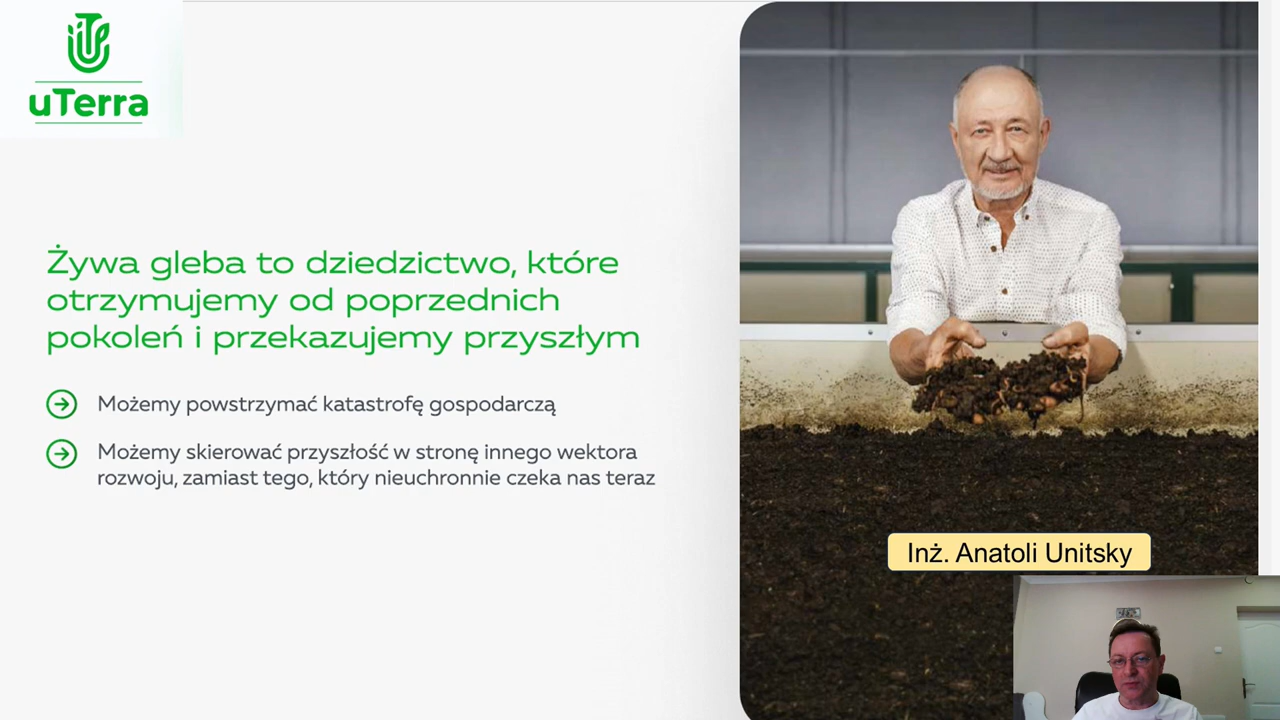 uTerra
Żywa gleba to dziedzictwo, które
otrzymujemy od poprzednich
pokoleń i przekazujemy przyszłym
Możemy powstrzymać katastrofę gospodarczą
Możemy skierować przyszłość w stronę innego wektora
rozwoju, zamiast tego, który nieuchronnie czeka nas teraz
Inż. Anatoli Unitsky